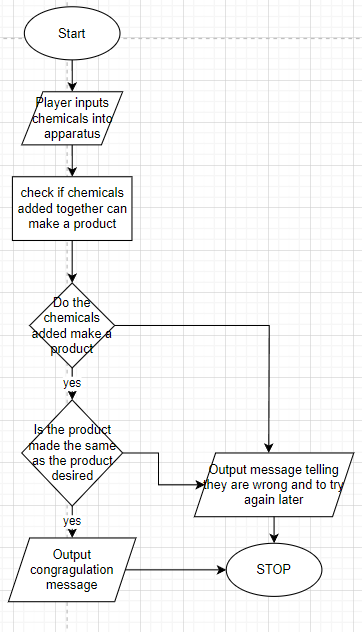 Start
Player inputs
chemicals into
apparatus
check if chemicals
added together can
make a product
Do the
chemicals
added make a
product
yes
Is the product
made the same
as the product
desired
Output message telling
they are wrong and to try
again later
yes
Output
congragulation
message
STOP